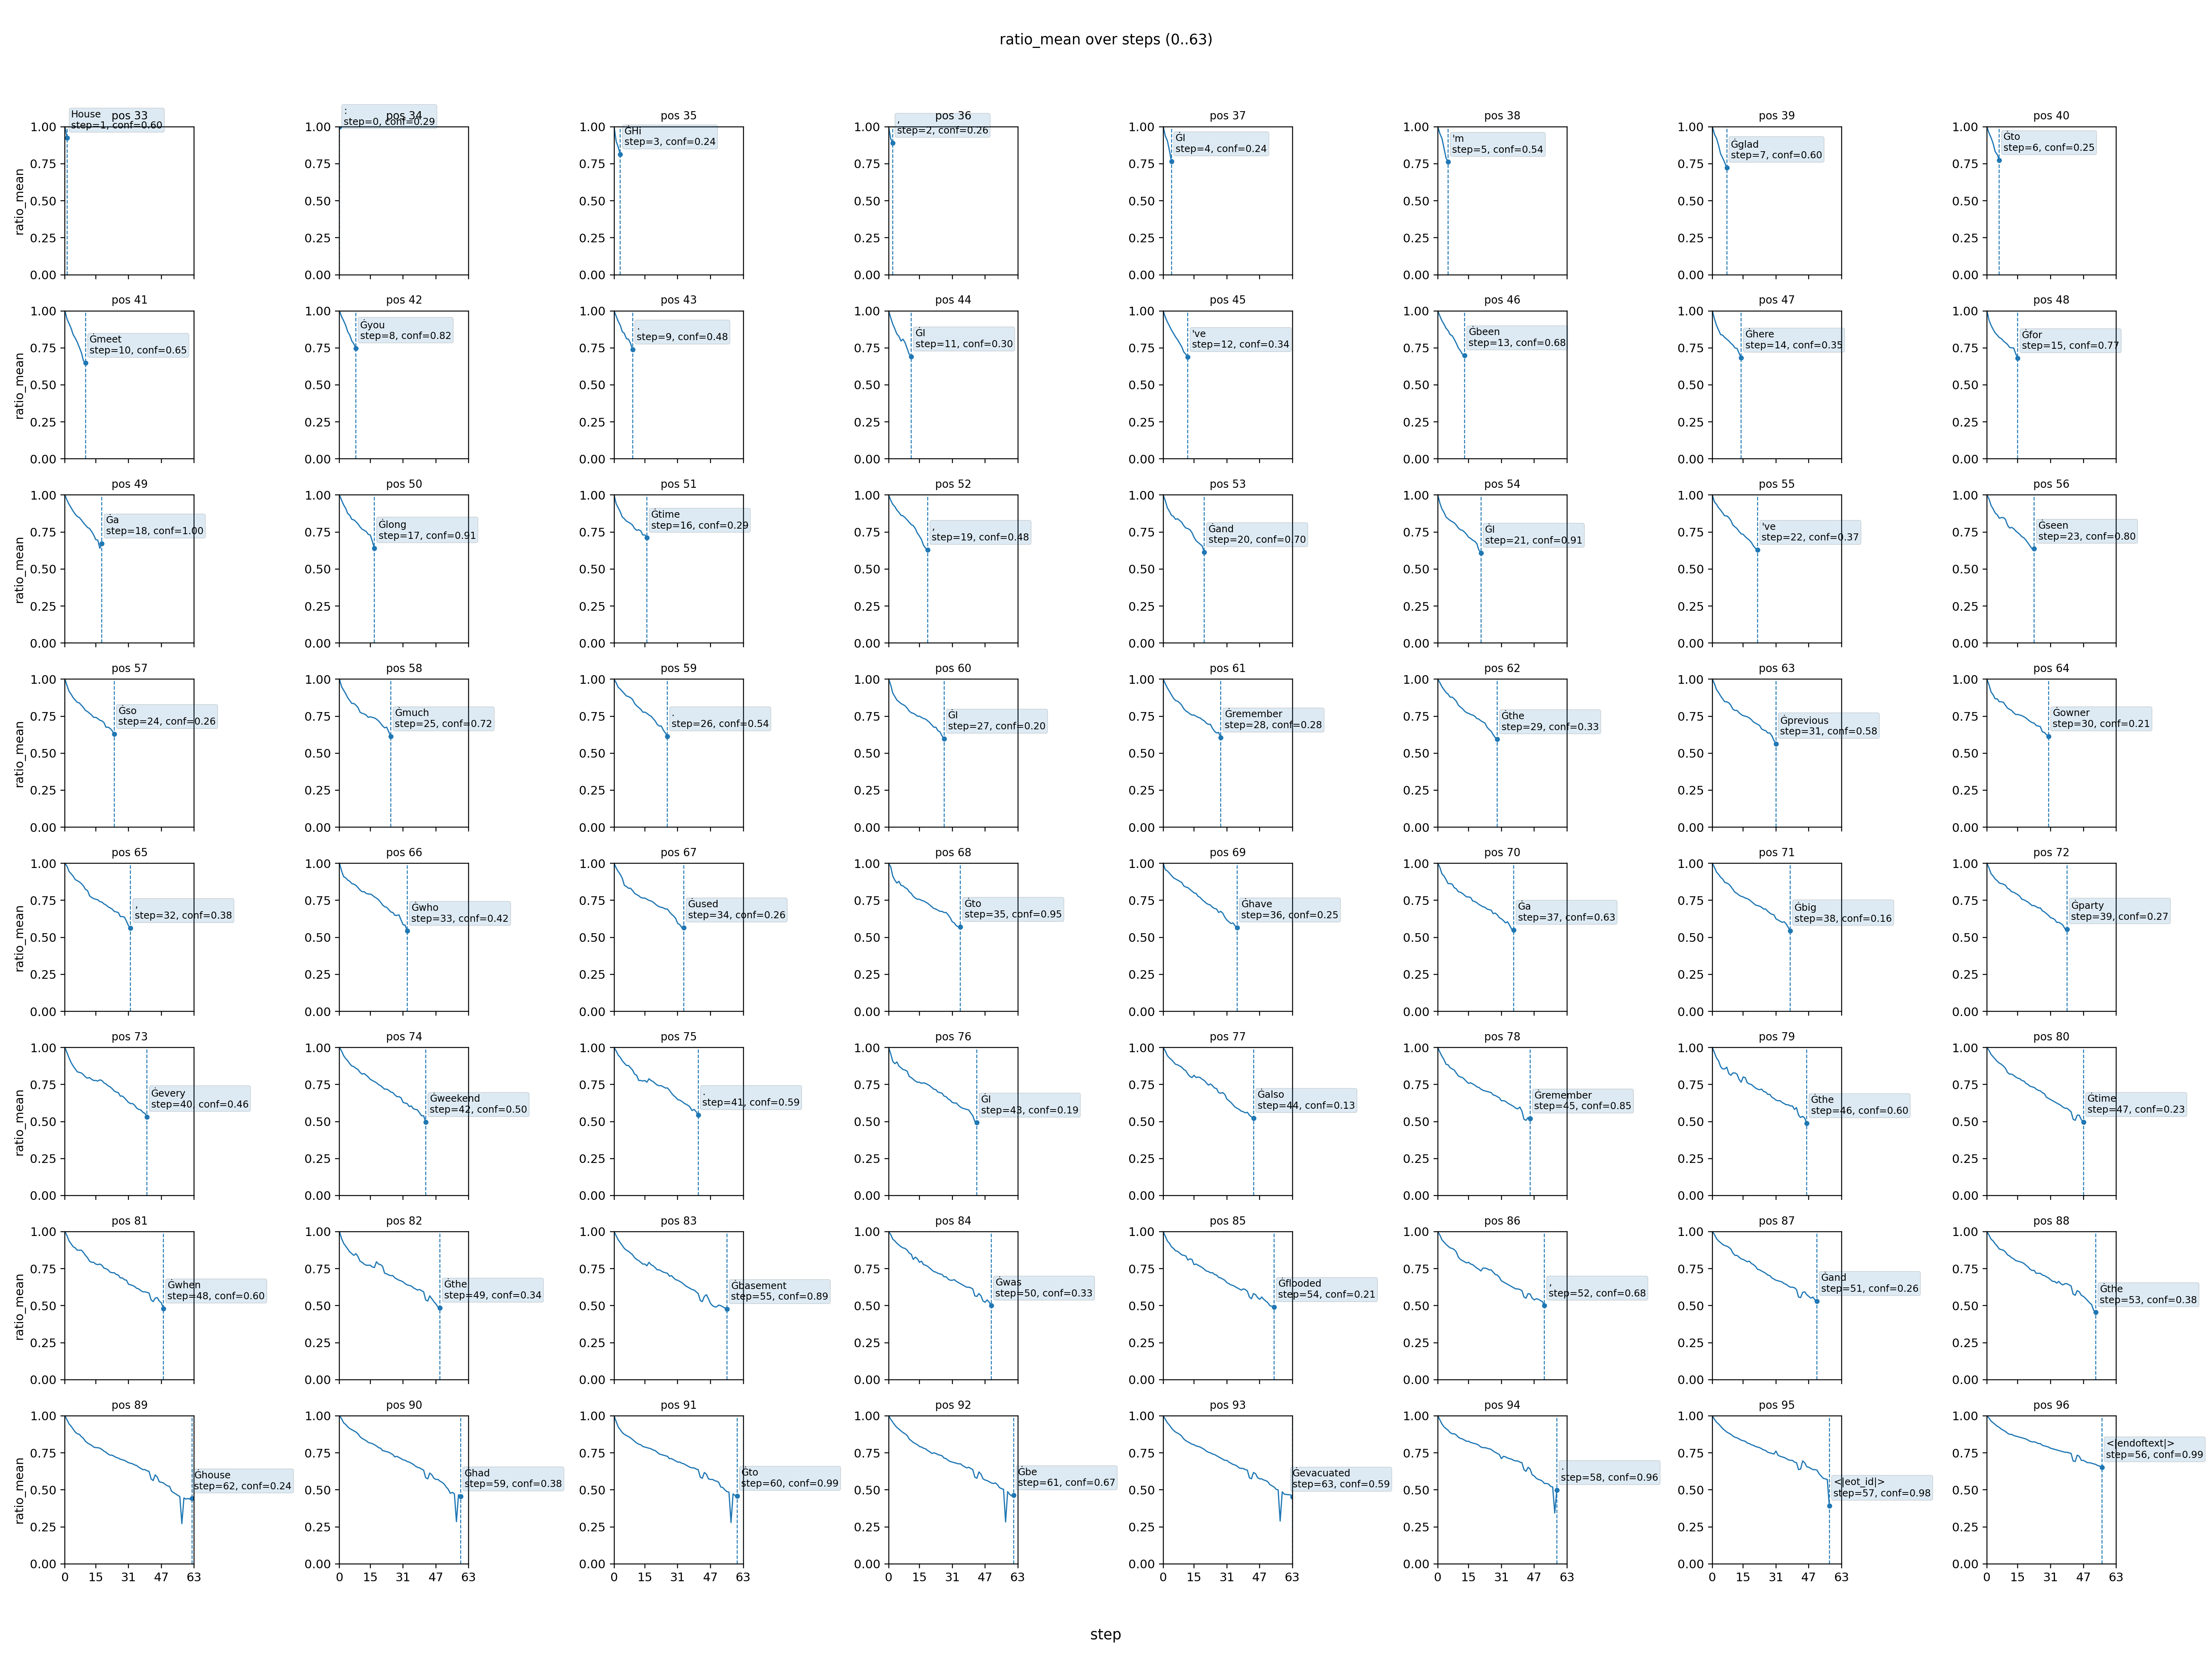 ratio_mean over steps (0..63)
pos 33 pos 34 pos 35 pos 36 pos 37 pos 38 pos 39 pos 40
House
step=1, conf=0.60
:
step=0, conf=0.29
ĠHi
step=3, conf=0.24
,
step=2, conf=0.26
ĠI
step=4, conf=0.24
'm
step=5, conf=0.54
Ġglad
step=7, conf=0.60
Ġto
step=6, conf=0.25
ratio_mean
1.00
0.75
0.50
0.25
0.00
0 15 31 47 63
pos 41 pos 42 pos 43 pos 44 pos 45 pos 46 pos 47 pos 48
Ġmeet
step=10, conf=0.65
Ġyou
step=8, conf=0.82
.
step=9, conf=0.48
ĠI
step=11, conf=0.30
've
step=12, conf=0.34
Ġbeen
step=13, conf=0.68
Ġhere
step=14, conf=0.35
Ġfor
step=15, conf=0.77
ratio_mean
pos 49 pos 50 pos 51 pos 52 pos 53 pos 54 pos 55 pos 56
Ġa
step=18, conf=1.00
Ġlong
step=17, conf=0.91
Ġtime
step=16, conf=0.29
,
step=19, conf=0.48
Ġand
step=20, conf=0.70
ĠI
step=21, conf=0.91
've
step=22, conf=0.37
Ġseen
step=23, conf=0.80
ratio_mean
pos 57 pos 58 pos 59 pos 60 pos 61 pos 62 pos 63 pos 64
Ġso
step=24, conf=0.26
Ġmuch
step=25, conf=0.72
.
step=26, conf=0.54
ĠI
step=27, conf=0.20
Ġremember
step=28, conf=0.28
Ġthe
step=29, conf=0.33
Ġprevious
step=31, conf=0.58
Ġowner
step=30, conf=0.21
ratio_mean
pos 65 pos 66 pos 67 pos 68 pos 69 pos 70 pos 71 pos 72
,
step=32, conf=0.38
Ġwho
step=33, conf=0.42
Ġused
step=34, conf=0.26
Ġto
step=35, conf=0.95
Ġhave
step=36, conf=0.25
Ġa
step=37, conf=0.63
Ġbig
step=38, conf=0.16
Ġparty
step=39, conf=0.27
ratio_mean
pos 73 pos 74 pos 75 pos 76 pos 77 pos 78 pos 79 pos 80
Ġevery
step=40, conf=0.46
Ġweekend
step=42, conf=0.50
.
step=41, conf=0.59
ĠI
step=43, conf=0.19
Ġalso
step=44, conf=0.13
Ġremember
step=45, conf=0.85
Ġthe
step=46, conf=0.60
Ġtime
step=47, conf=0.23
ratio_mean
pos 81 pos 82 pos 83 pos 84 pos 85 pos 86 pos 87 pos 88
Ġwhen
step=48, conf=0.60
Ġthe
step=49, conf=0.34
Ġbasement
step=55, conf=0.89
Ġwas
step=50, conf=0.33
Ġflooded
step=54, conf=0.21
,
step=52, conf=0.68
Ġand
step=51, conf=0.26
Ġthe
step=53, conf=0.38
ratio_mean
pos 89 pos 90 pos 91 pos 92 pos 93 pos 94 pos 95 pos 96
Ġhouse
step=62, conf=0.24
Ġhad
step=59, conf=0.38
Ġto
step=60, conf=0.99
Ġbe
step=61, conf=0.67
Ġevacuated
step=63, conf=0.59
.
step=58, conf=0.96
<|eot_id|>
step=57, conf=0.98
<|endoftext|>
step=56, conf=0.99
ratio_mean
step